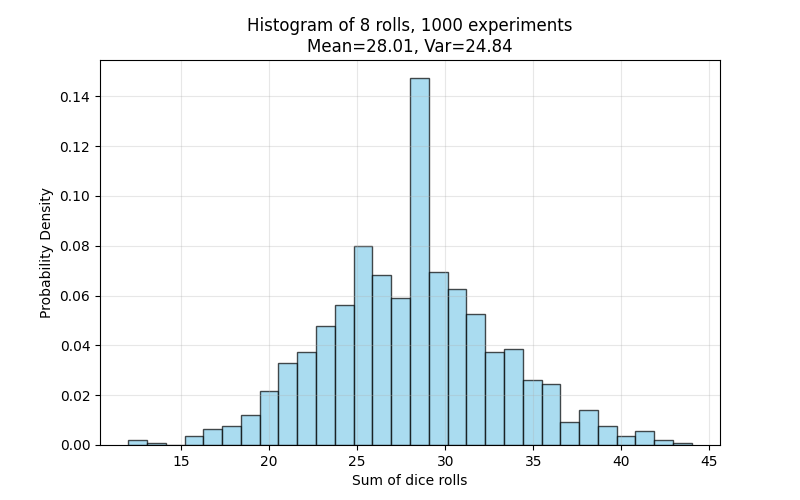 Histogram of 8 rolls, 1000 experiments
Mean=28.01, Var=24.84
0.14
0.12
0.10
0.08
0.06
0.04
0.02
0.00
Probability Density
15 20 25 30 35 40 45
Sum of dice rolls